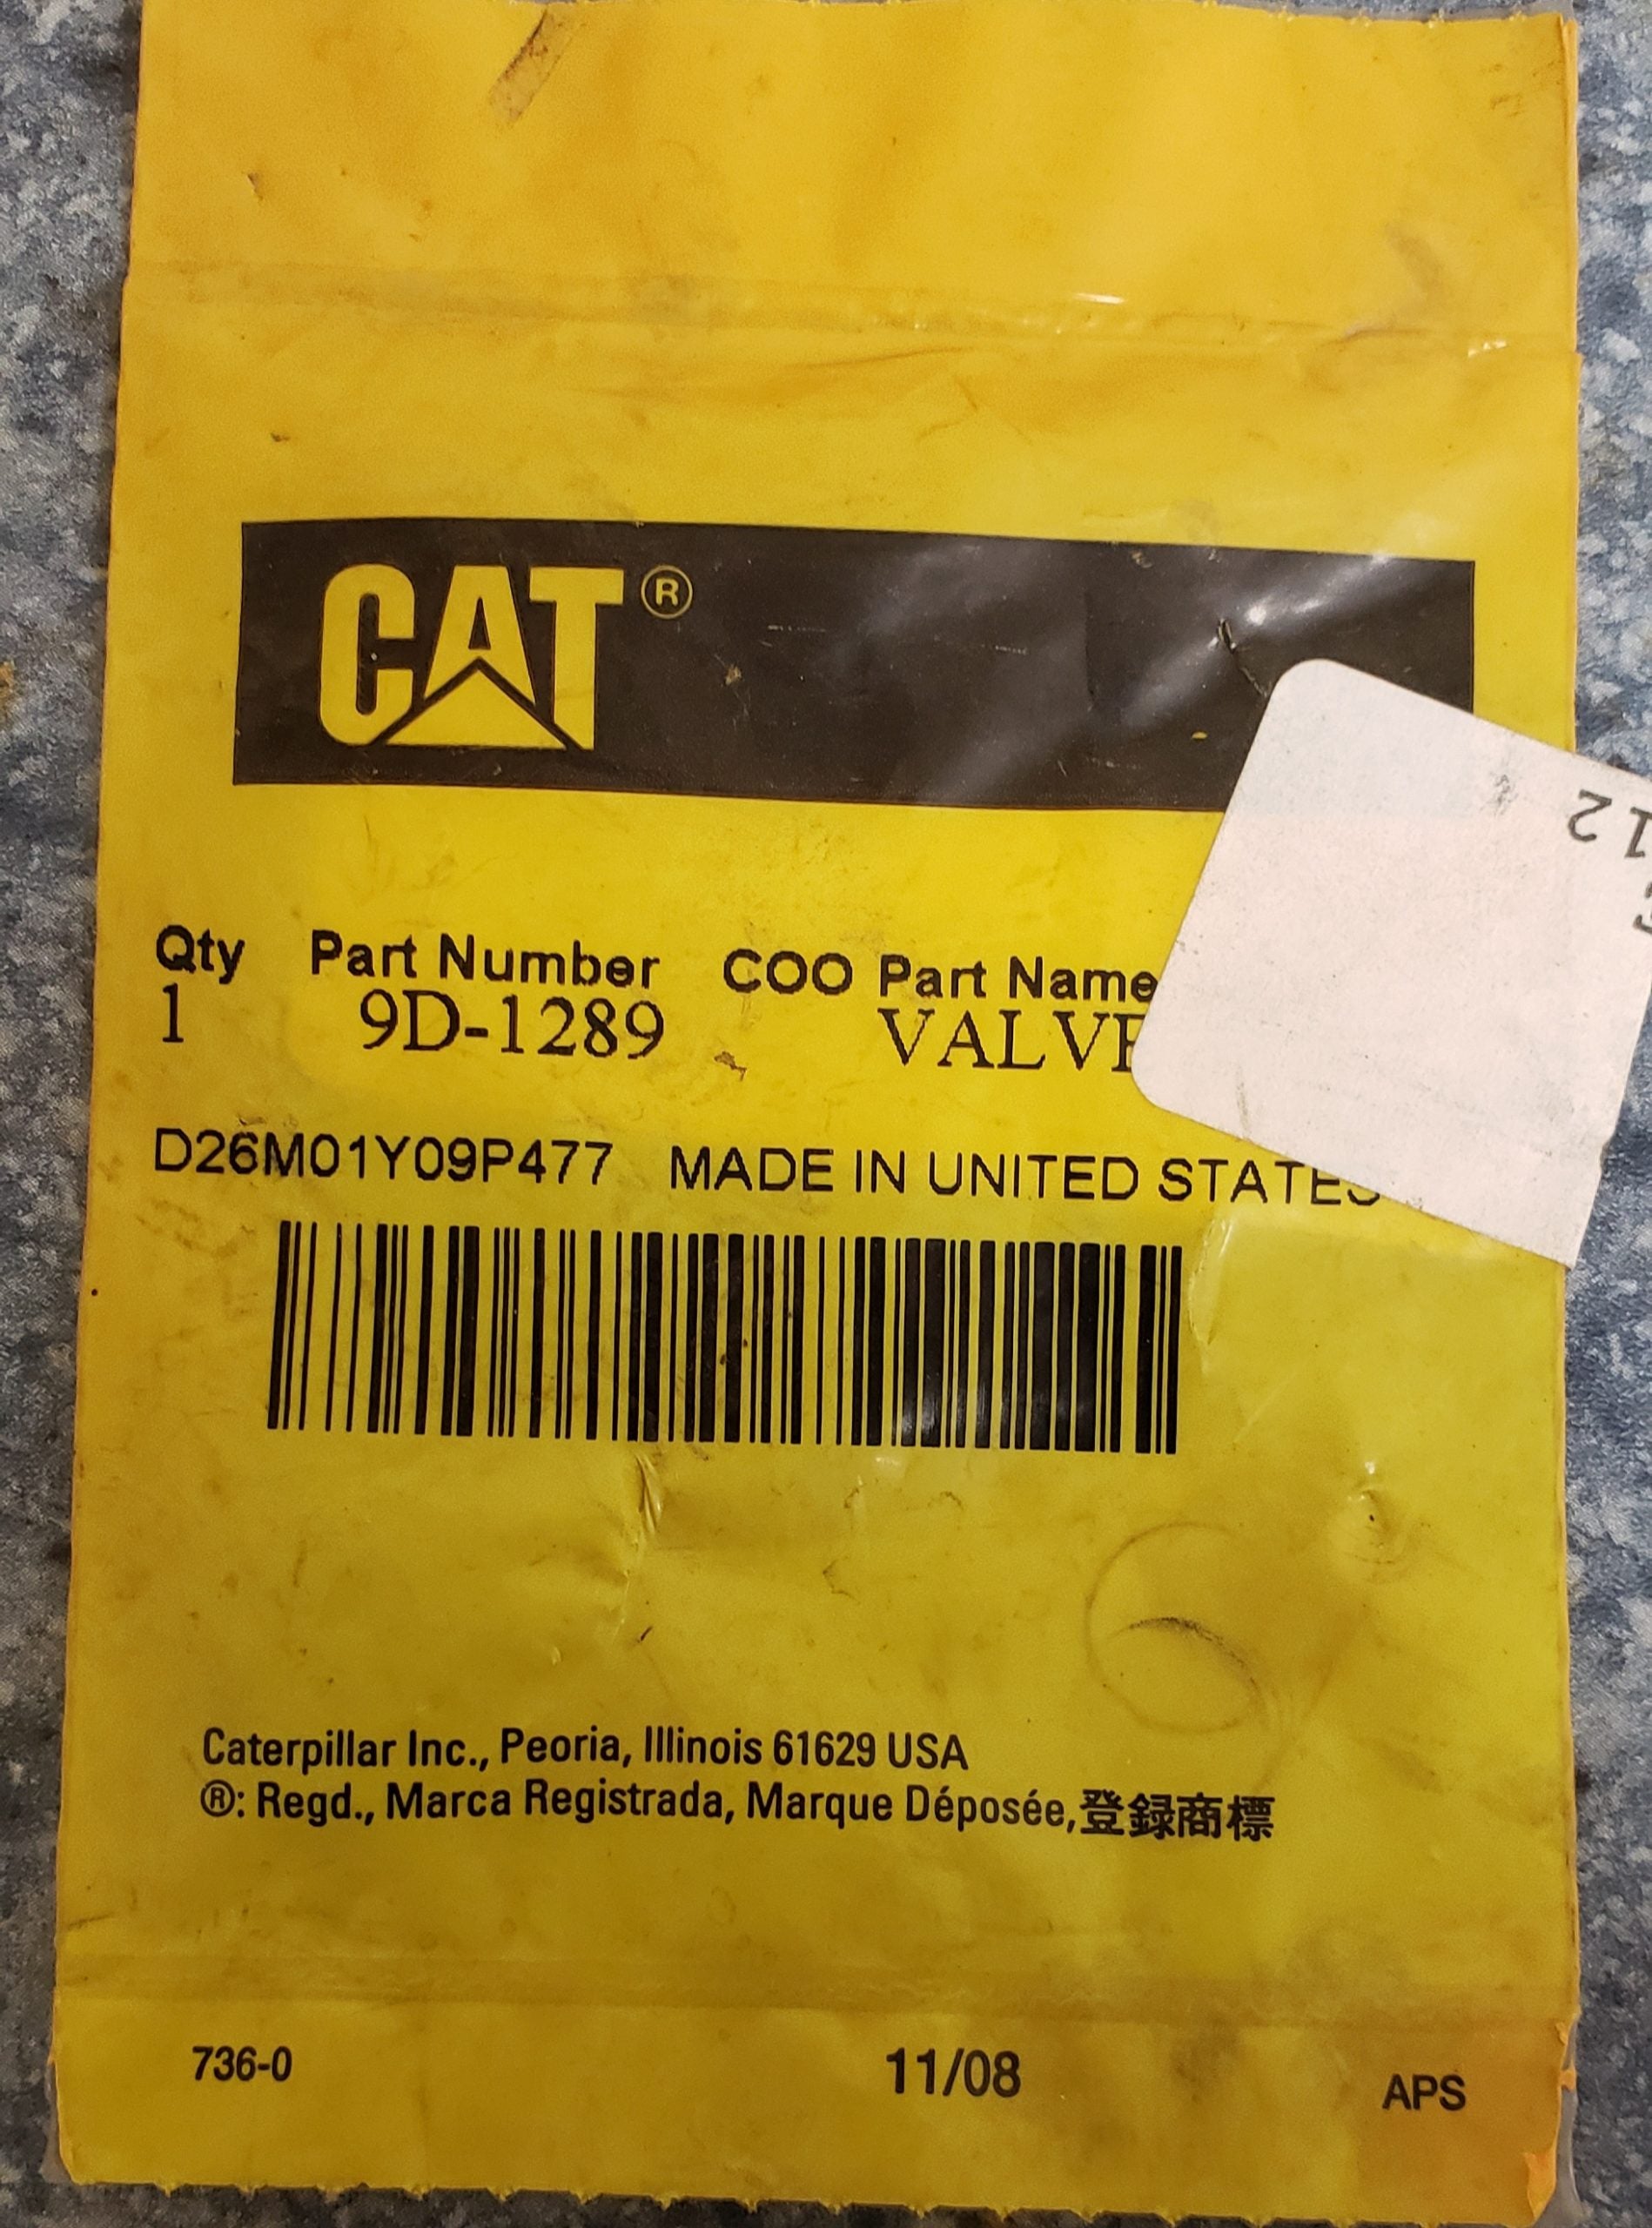 CAT®
Qty Part Number COO Part Name
1 9D-1289 VALVE
D26M01Y09P477 MADE IN UNITED STATES
Caterpillar Inc., Peoria, Illinois 61629 USA
®: Regd., Marca Registrada, Marque Déposée,登録商標
736-0 11/08 APS
12